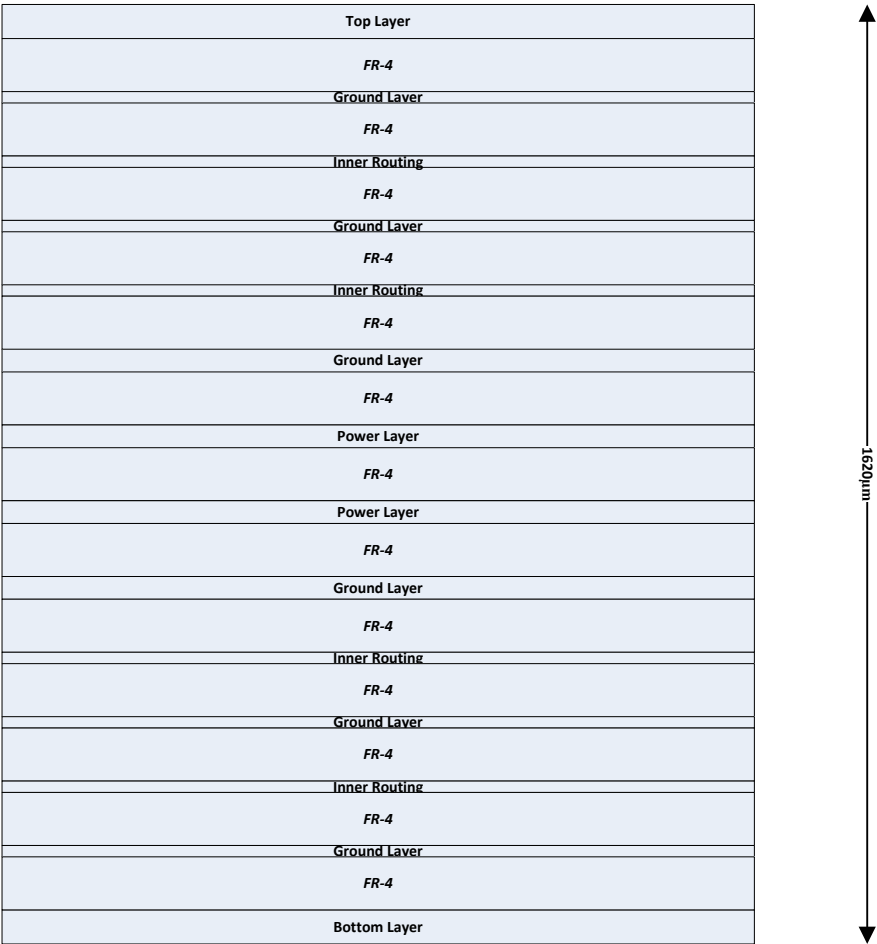 Top Layer
FR-4
Ground Layer
FR-4
Inner Routing
FR-4
Ground Layer
FR-4
Inner Routing
FR-4
Ground Layer
FR-4
Power Layer
FR-4
Power Layer
FR-4
Ground Layer
FR-4
Inner Routing
FR-4
Ground Layer
FR-4
Inner Routing
FR-4
Ground Layer
FR-4
Bottom Layer
1620µm